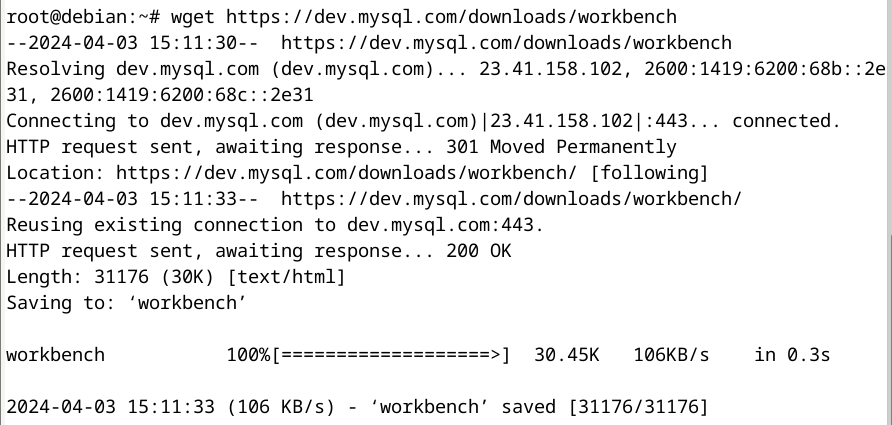 root@debian:~# wget https://dev.mysql.com/downloads/workbench
--2024-04-03 15:11:30--  https://dev.mysql.com/downloads/workbench
Resolving dev.mysql.com (dev.mysql.com)... 23.41.158.102, 2600:1419:6200:68b::2e
31, 2600:1419:6200:68c::2e31
Connecting to dev.mysql.com (dev.mysql.com)|23.41.158.102|:443... connected.
HTTP request sent, awaiting response... 301 Moved Permanently
Location: https://dev.mysql.com/downloads/workbench/ [following]
--2024-04-03 15:11:33--  https://dev.mysql.com/downloads/workbench/
Reusing existing connection to dev.mysql.com:443.
HTTP request sent, awaiting response... 200 OK
Length: 31176 (30K) [text/html]
Saving to: ‘workbench’
workbench           100%[===================>]  30.45K   106KB/s    in 0.3s
2024-04-03 15:11:33 (106 KB/s) - ‘workbench’ saved [31176/31176]